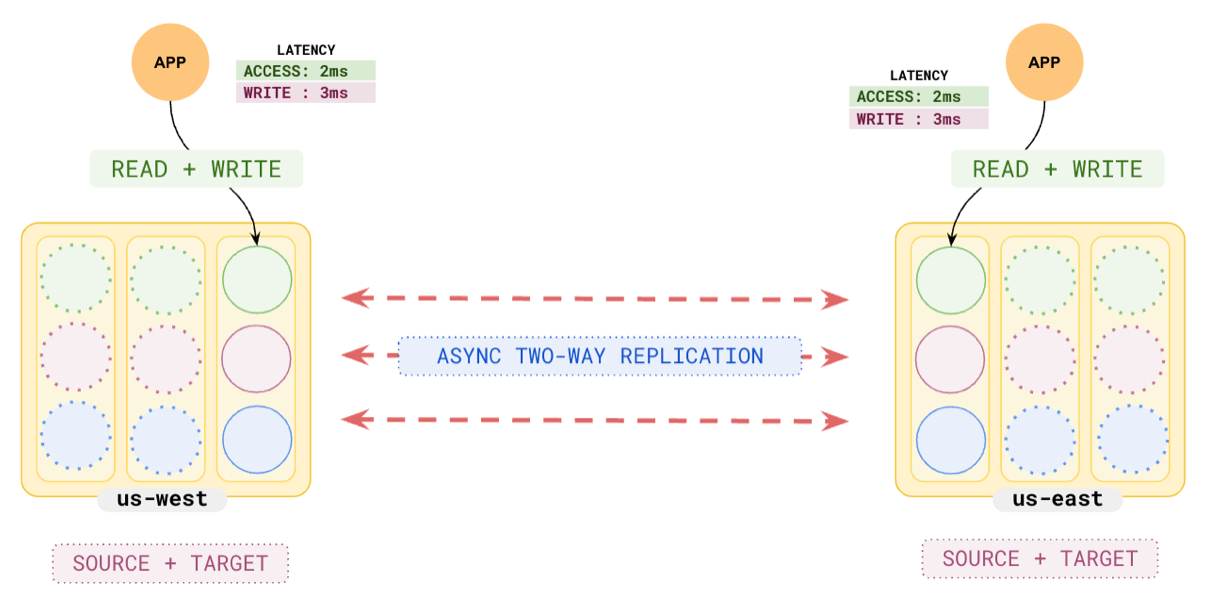 APP
LATENCY
ACCESS: 2ms
WRITE : 3ms
READ + WRITE
us-west
SOURCE + TARGET
ASYNC TWO-WAY REPLICATION
APP
LATENCY
ACCESS: 2ms
WRITE : 3ms
READ + WRITE
us-east
SOURCE + TARGET